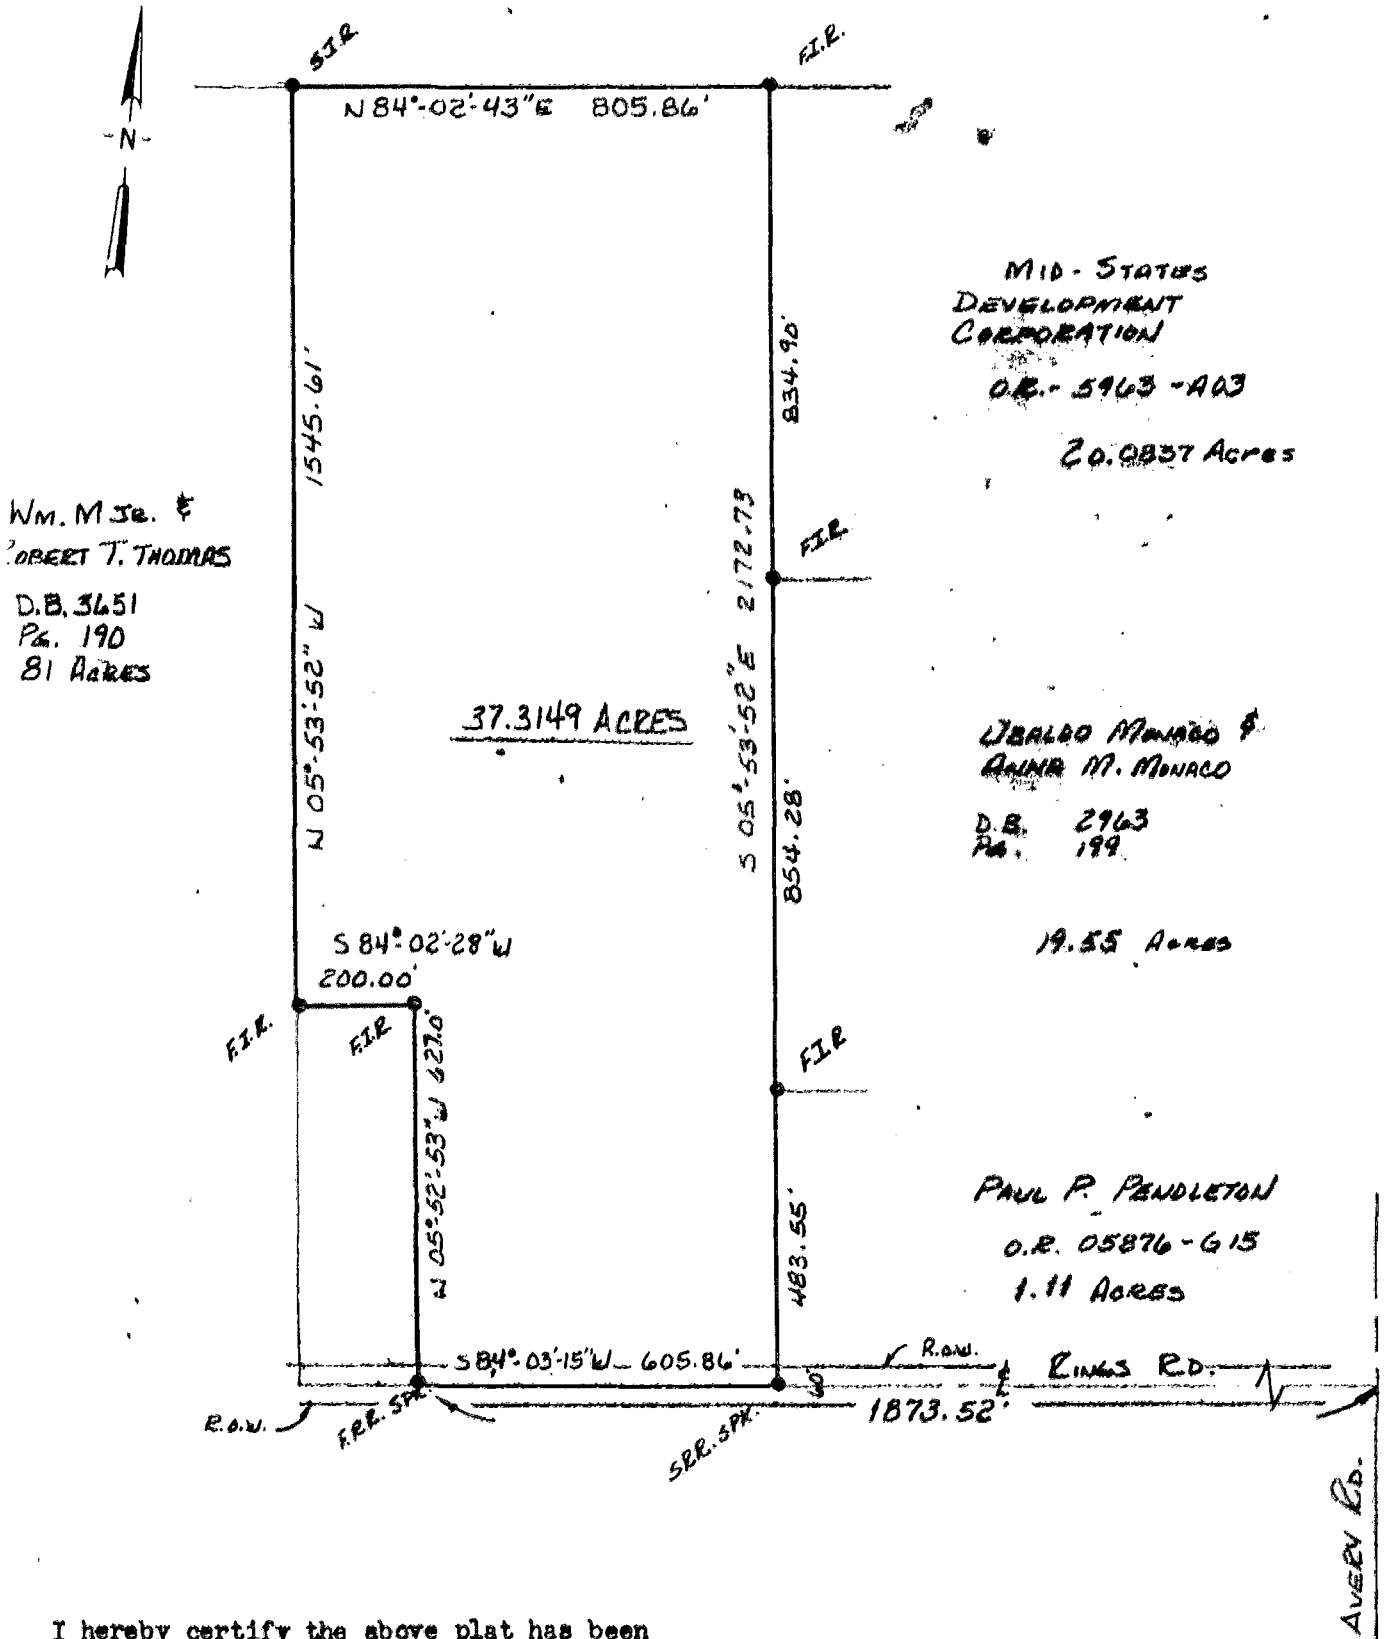 S.I.R.
F.I.R.
N 84°-02'-43"E 805.86'
-N-
MID-STATES
DEVELOPMENT
CORPORATION
O.R.- 5963 -A03
20.0837 Acres
834.90'
1545.61'
N 05°-53'-52" W
S 05°-53'-52" E 2172.73
WM. M JR. &
OBERT T. THOMAS
D.B. 3651
PG. 190
81 ACRES
F.I.R.
37.3149 ACRES
UBALDO MONACO &
ANNA M. MONACO
D.B. 2963
PG. 199
19.55 Acres
854.28'
S 84°-02'-28"W
200.00'
F.I.R.
F.I.R
F.I.R
N 05°-52'-53"W 627.0'
483.55'
PAUL P. PENDLETON
O.R. 05876-G15
1.11 ACRES
S 84°-03'-15"W 605.86'
R.O.W.
RINGS RD.
60'
R.O.W.
F.R.R. SPK.
S.R.R. SPK.
1873.52'
AVERY RD.
I hereby certify the above plat has been